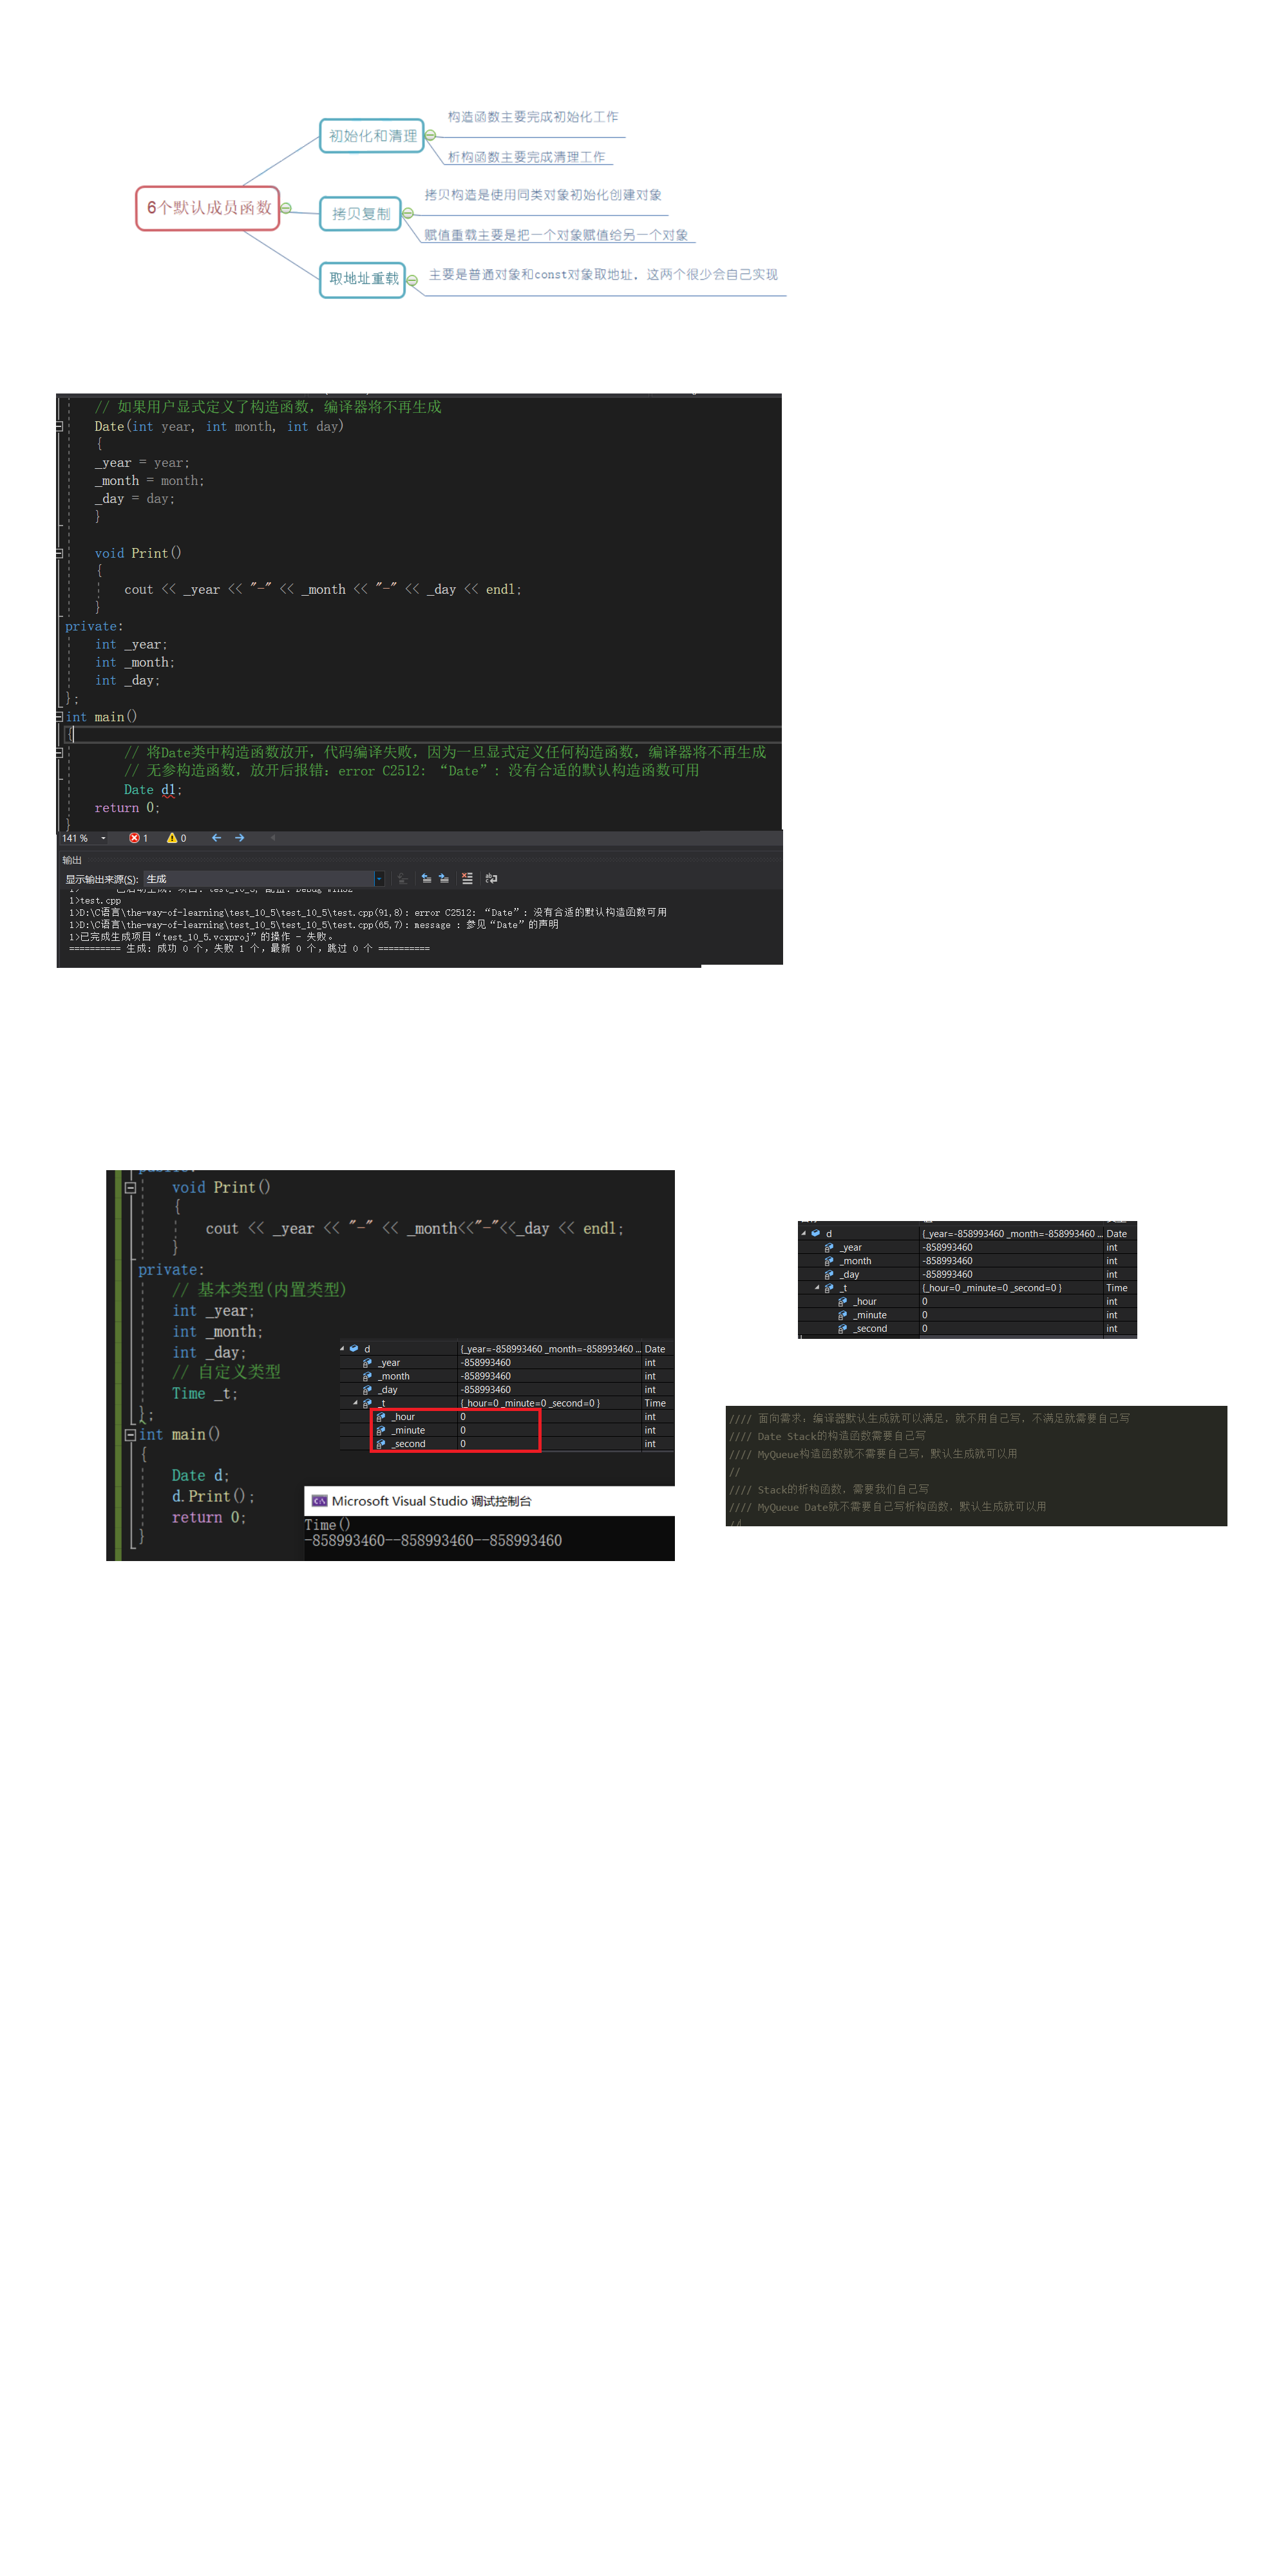 6个默认成员函数
初始化和清理
构造函数主要完成初始化工作
析构函数主要完成清理工作
拷贝复制
拷贝构造是使用同类对象初始化创建对象
赋值重载主要是把一个对象赋值给另一个对象
取地址重载
主要是普通对象和const对象取地址，这两个很少会自己实现
// 如果用户显式定义了构造函数，编译器将不再生成
Date(int year, int month, int day)
{
_year = year;
_month = month;
_day = day;
}
void Print()
{
cout << _year << "-" << _month << "-" << _day << endl;
}
private:
int _year;
int _month;
int _day;
};
int main()
{
// 将Date类中构造函数放开，代码编译失败，因为一旦显式定义任何构造函数，编译器将不再生成
// 无参构造函数，放开后报错：error C2512: “Date”: 没有合适的默认构造函数可用
Date d1;
return 0;
}
141 % 1 0
输出
显示输出来源(S): 生成
1>test.cpp
1>D:\C语言\the-way-of-learning\test_10_5\test_10_5\test.cpp(91,8): error C2512: “Date”: 没有合适的默认构造函数可用
1>D:\C语言\the-way-of-learning\test_10_5\test_10_5\test.cpp(65,7): message : 参见“Date”的声明
1>已完成生成项目“test_10_5.vcxproj”的操作 - 失败。
========== 生成: 成功 0 个，失败 1 个，最新 0 个，跳过 0 个 ==========
void Print()
{
cout << _year << "-" << _month<<"-"<<_day << endl;
}
private:
// 基本类型(内置类型)
int _year;
int _month;
int _day;
// 自定义类型
Time _t;
};
int main()
{
Date d;
d.Print();
return 0;
}
d {_year=-858993460 _month=-858993460 ... Date
_year -858993460 int
_month -858993460 int
_day -858993460 int
_t {_hour=0 _minute=0 _second=0 } Time
_hour 0 int
_minute 0 int
_second 0 int
Microsoft Visual Studio 调试控制台
Time()
-858993460--858993460--858993460
d {_year=-858993460 _month=-858993460 ... Date
_year -858993460 int
_month -858993460 int
_day -858993460 int
_t {_hour=0 _minute=0 _second=0 } Time
_hour 0 int
_minute 0 int
_second 0 int
//// 面向需求：编译器默认生成就可以满足，就不用自己写，不满足就需要自己写
//// Date Stack的构造函数需要自己写
//// MyQueue构造函数就不需要自己写，默认生成就可以用
//
//// Stack的析构函数，需要我们自己写
//// MyQueue Date就不需要自己写析构函数，默认生成就可以用
//